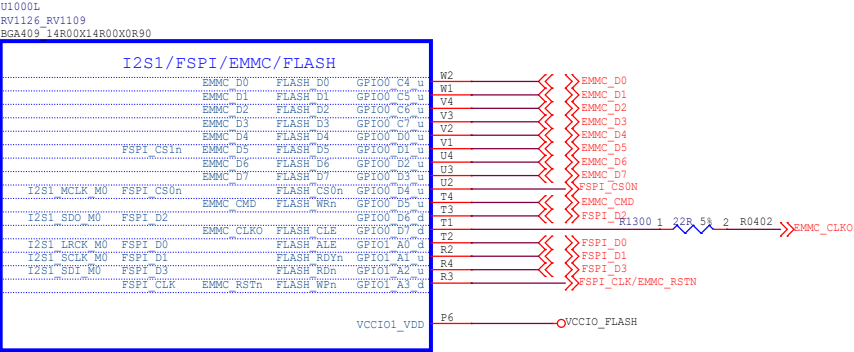 U1000L
RV1126_RV1109
BGA409_14R00X14R00X0R90
I2S1/FSPI/EMMC/FLASH
EMMC_D0 FLASH_D0 GPIO0_C4_u W2 EMMC_D0
EMMC_D1 FLASH_D1 GPIO0_C5_u W1 EMMC_D1
EMMC_D2 FLASH_D2 GPIO0_C6_u V4 EMMC_D2
EMMC_D3 FLASH_D3 GPIO0_C7_u V3 EMMC_D3
EMMC_D4 FLASH_D4 GPIO0_D0_u V2 EMMC_D4
FSPI_CS1n EMMC_D5 FLASH_D5 GPIO0_D1_u V1 EMMC_D5
EMMC_D6 FLASH_D6 GPIO0_D2_u U4 EMMC_D6
EMMC_D7 FLASH_D7 GPIO0_D3_u U3 EMMC_D7
I2S1_MCLK_M0 FSPI_CS0n FLASH_CS0n GPIO0_D4_u U2 FSPI_CS0N
EMMC_CMD FLASH_WRn GPIO0_D5_u T4 EMMC_CMD
I2S1_SDO_M0 FSPI_D2 GPIO0_D6_d T3 FSPI_D2
EMMC_CLKO FLASH_CLE GPIO0_D7_d T1 R1300 1 22R 5% 2 R0402 EMMC_CLKO
I2S1_LRCK_M0 FSPI_D0 FLASH_ALE GPIO1_A0_d T2 FSPI_D0
I2S1_SCLK_M0 FSPI_D1 FLASH_RDYn GPIO1_A1_u R2 FSPI_D1
I2S1_SDI_M0 FSPI_D3 FLASH_RDn GPIO1_A2_u R4 FSPI_D3
FSPI_CLK EMMC_RSTn FLASH_WPn GPIO1_A3_d R3 FSPI_CLK/EMMC_RSTN
VCCIO1_VDD P6 VCCIO_FLASH